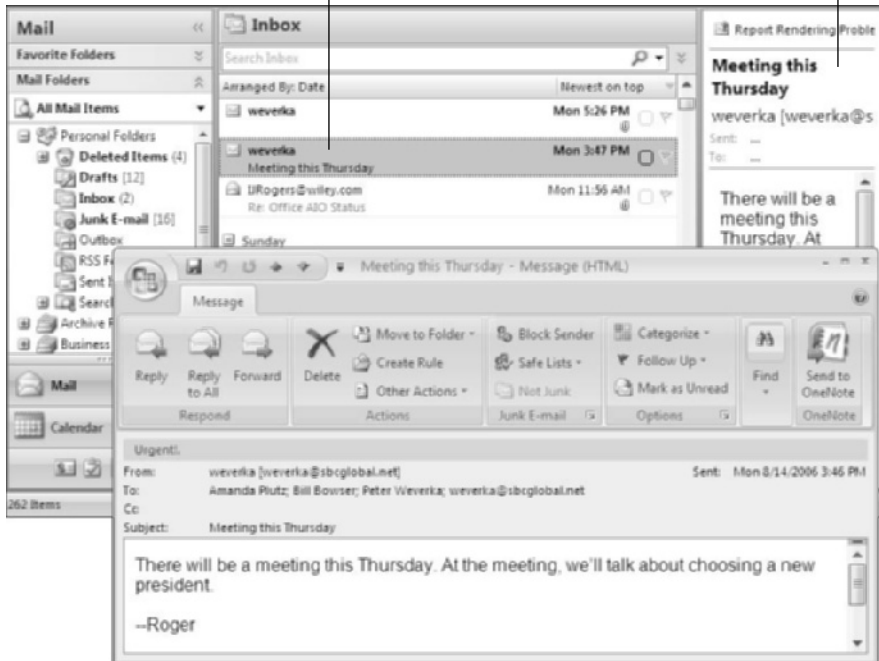 Mail
Favorite Folders
Mail Folders
All Mail Items
Personal Folders
Deleted Items (4)
Drafts [12]
Inbox (2)
Junk E-mail [16]
Outbox
RSS
Sent
Search
Archive
Business
Mail
Calendar
262 Items
Inbox
Search Inbox
Arranged By: Date Newest on top
weverka Mon 5:26 PM
weverka Mon 3:47 PM
Meeting this Thursday
IJRogers@wiley.com Mon 11:56 AM
Re: Office AIO Status
Sunday
Report Rendering Proble
Meeting this
Thursday
weverka [weverka@s
Sent: ...
To: ...
There will be a
meeting this
Thursday. At
Meeting this Thursday - Message (HTML)
Message
Reply
Reply to All
Forward
Respond
Delete
Move to Folder
Create Rule
Other Actions
Actions
Block Sender
Safe Lists
Not Junk
Junk E-mail
Categorize
Follow Up
Mark as Unread
Options
Find
Send to
OneNote
OneNote
Urgent!.
From: weverka [weverka@sbcglobal.net] Sent: Mon 8/14/2006 3:46 PM
To: Amanda Plutz; Bill Bowser; Peter Weverka; weverka@sbcglobal.net
Cc:
Subject: Meeting this Thursday
There will be a meeting this Thursday. At the meeting, we'll talk about choosing a new
president.
--Roger